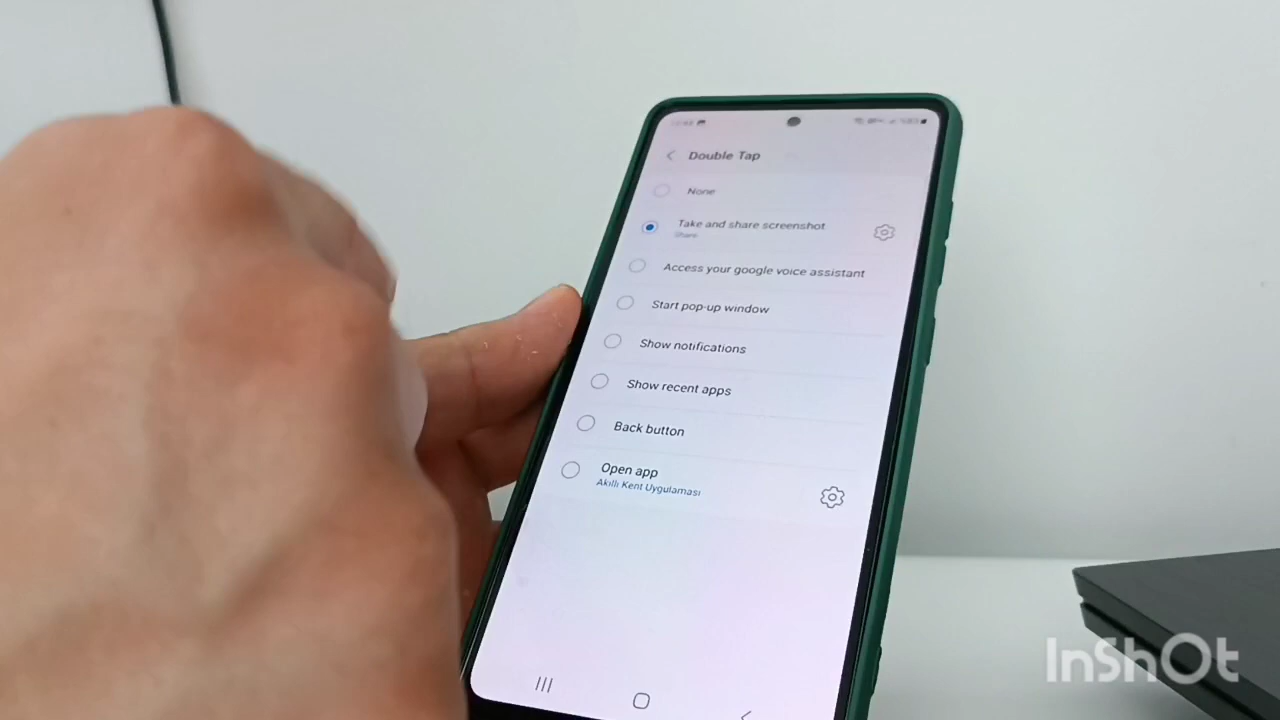 Double Tap
None
Take and share screenshot
Share
Access your google voice assistant
Start pop-up window
Show notifications
Show recent apps
Back button
Open app
Akıllı Kent Uygulaması
InShOt